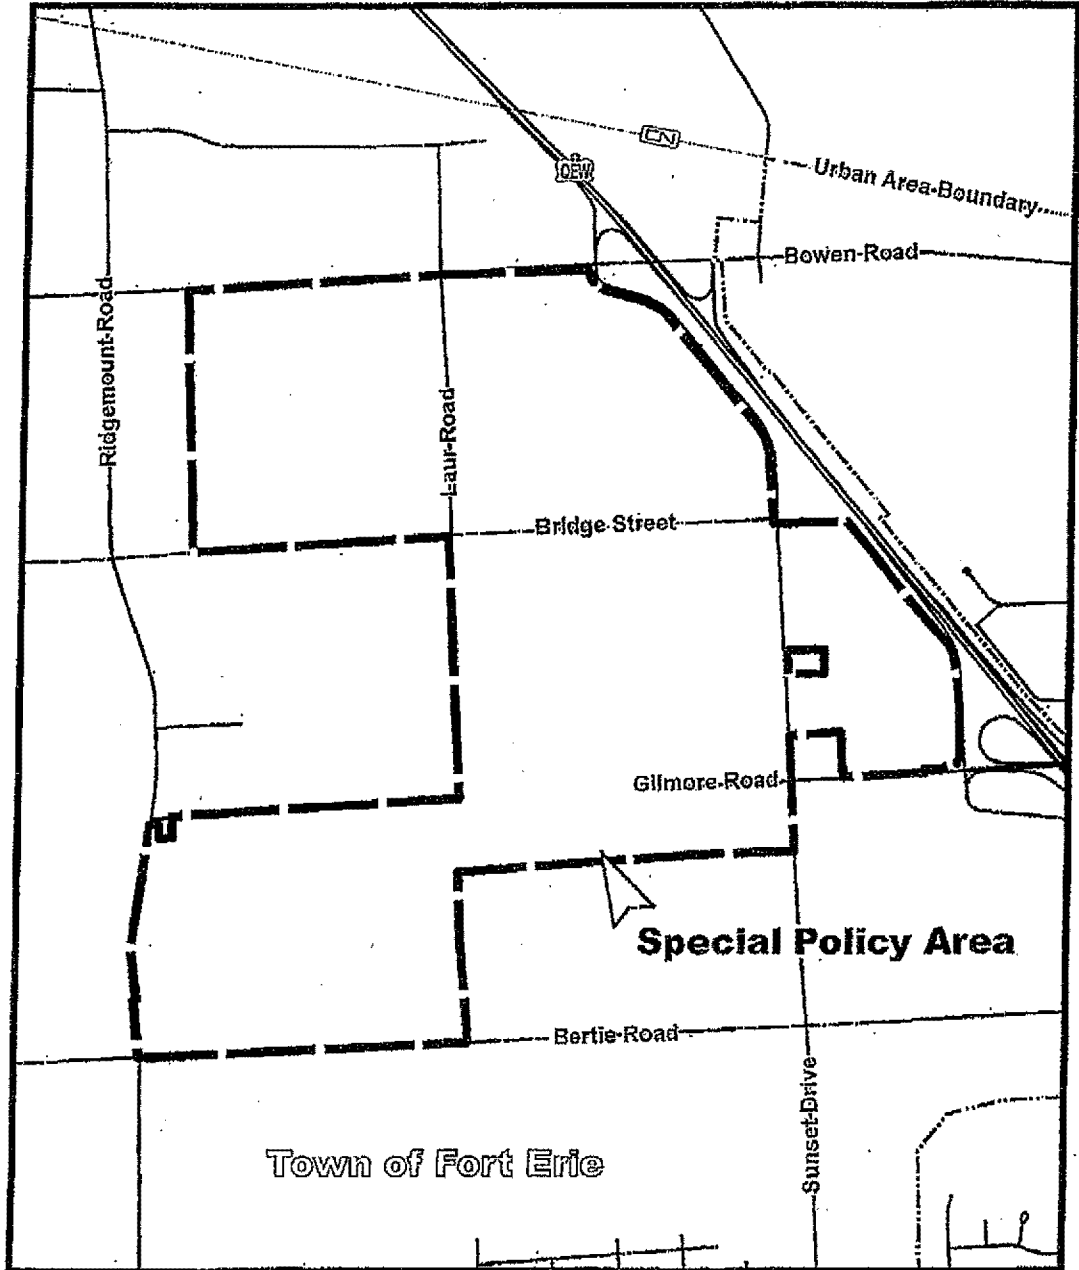 CN
QEW
Urban Area Boundary
Bowen Road
Ridgemount Road
Laur Road
Bridge Street
Gilmore Road
Special Policy Area
Bertie Road
Sunset Drive
Town of Fort Erie